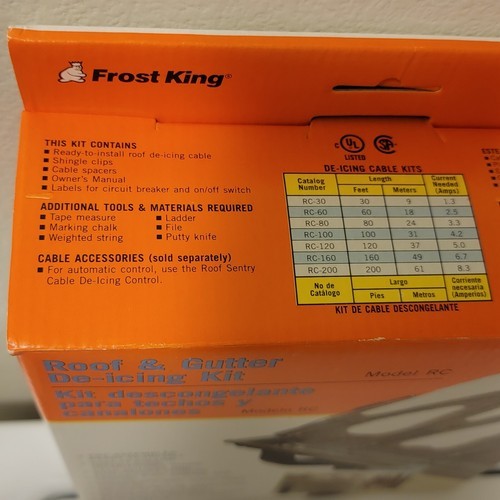 Frost King®
THIS KIT CONTAINS
■ Ready-to-install roof de-icing cable
■ Shingle clips
■ Cable spacers
■ Owner's Manual
■ Labels for circuit breaker and on/off switch
ADDITIONAL TOOLS & MATERIALS REQUIRED
■ Tape measure ■ Ladder
■ Marking chalk ■ File
■ Weighted string ■ Putty knife
CABLE ACCESSORIES (sold separately)
■ For automatic control, use the Roof Sentry
Cable De-Icing Control.
C UL ® SA
LISTED
DE-ICING CABLE KITS
Catalog Number Length Current Needed (Amps)
Feet Meters
RC-30 30 9 1.3
RC-60 60 18 2.5
RC-80 80 24 3.3
RC-100 100 31 4.2
RC-120 120 37 5.0
RC-160 160 49 6.7
RC-200 200 61 8.3
No de Catálogo Largo Corriente necesaria (Amperios)
Pies Metros
KIT DE CABLE DESCONGELANTE
ESTE
Roof & Gutter
De-icing Kit
Model RC
Kit descongelante
para techos y
canalones Modelos RC